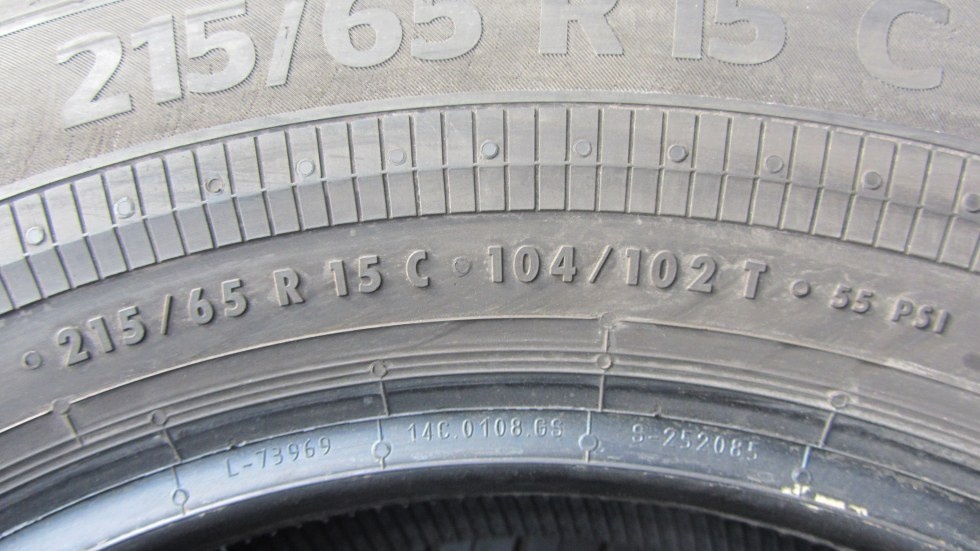 215/65 R 15 C
215/65 R 15 C • 104/102 T • 55 PSI
L-73969 14C.0108.GS S-252085